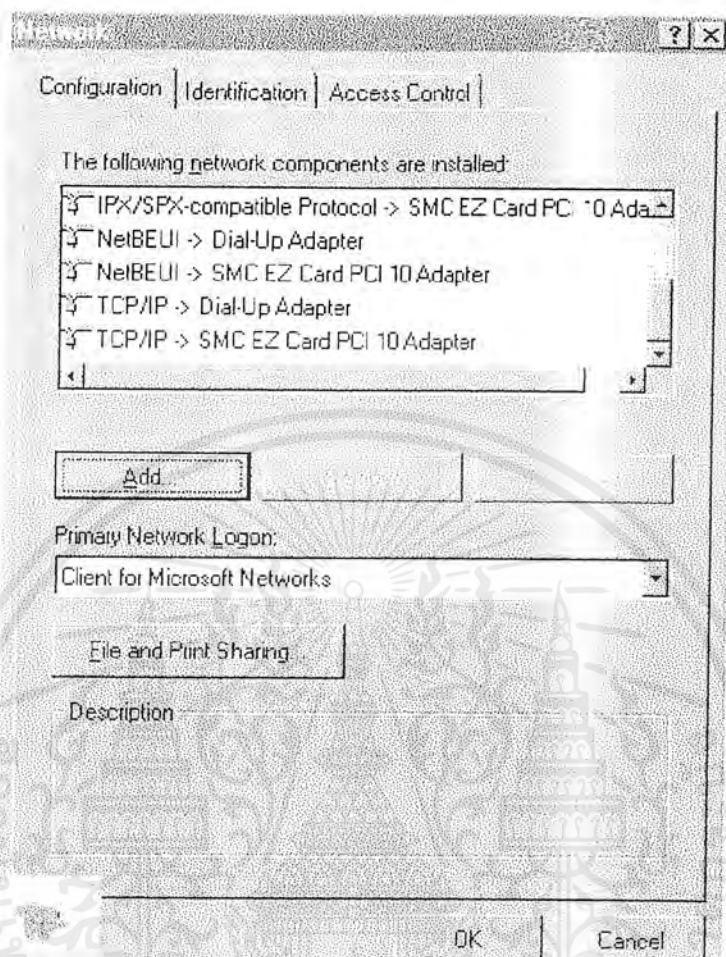 Network
Configuration Identification Access Control
The following network components are installed:
IPX/SPX-compatible Protocol -> SMC EZ Card PCI 10 Ada
NetBEUI -> Dial-Up Adapter
NetBEUI -> SMC EZ Card PCI 10 Adapter
TCP/IP -> Dial-Up Adapter
TCP/IP -> SMC EZ Card PCI 10 Adapter
Add...
Primary Network Logon:
Client for Microsoft Networks
File and Print Sharing...
Description
OK Cancel